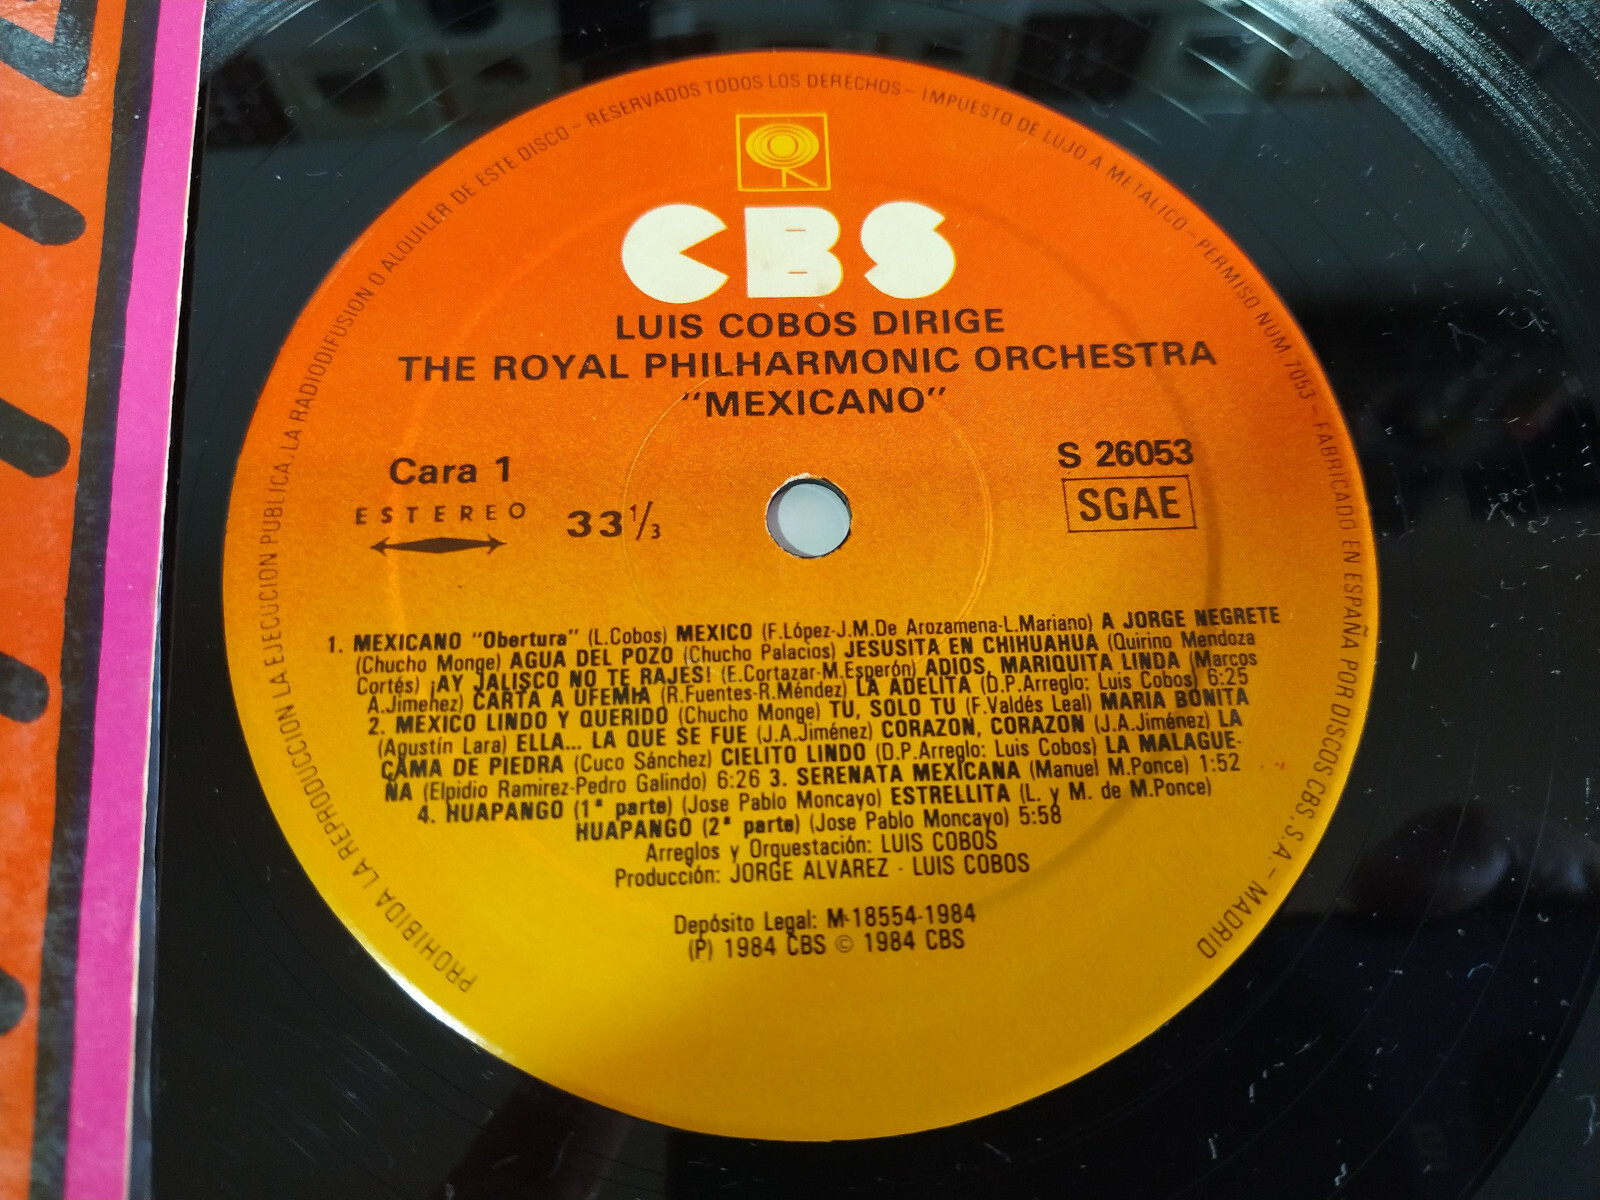 PROHIBIDA LA REPRODUCCION LA EJECUCION PUBLICA. LA RADIODIFUSION O ALQUILER DE ESTE DISCO – RESERVADOS TODOS LOS DERECHOS – IMPUESTO DE LUJO A METALICO – PERMISO NUM. 7053 – FABRICADO EN ESPAÑA POR DISCOS CBS, S.A. – MADRID
CBS
LUIS COBOS DIRIGE
THE ROYAL PHILHARMONIC ORCHESTRA
"MEXICANO"
Cara 1
ESTEREO
33 1/3
S 26053
SGAE
1. MEXICANO "Obertura" (L.Cobos) MEXICO (F.López-J.M.De Arozamena-L.Mariano) A JORGE NEGRETE
(Chucho Monge) AGUA DEL POZO (Chucho Palacios) JESUSITA EN CHIHUAHUA (Quirino Mendoza
Cortés) ¡AY JALISCO NO TE RAJES! (E.Cortazar-M.Esperón) ADIOS, MARIQUITA LINDA (Marcos
A.Jimenez) CARTA A UFEMIA (R.Fuentes-R.Méndez) LA ADELITA (D.P.Arreglo: Luis Cobos) 6:25
2. MEXICO LINDO Y QUERIDO (Chucho Monge) TU, SOLO TU (F.Valdés Leal) MARIA BONITA
(Agustín Lara) ELLA... LA QUE SE FUE (J.A.Jiménez) CORAZON, CORAZON (J.A.Jiménez) LA
CAMA DE PIEDRA (Cuco Sánchez) CIELITO LINDO (D.P.Arreglo: Luis Cobos) LA MALAGUE-
ÑA (Elpidio Ramirez-Pedro Galindo) 6:26 3. SERENATA MEXICANA (Manuel M.Ponce) 1:52
4. HUAPANGO (1ª parte) (Jose Pablo Moncayo) ESTRELLITA (L. y M. de M.Ponce)
HUAPANGO (2ª parte) (Jose Pablo Moncayo) 5:58
Arreglos y Orquestación: LUIS COBOS
Producción: JORGE ALVAREZ - LUIS COBOS
Depósito Legal: M-18554-1984
(P) 1984 CBS © 1984 CBS